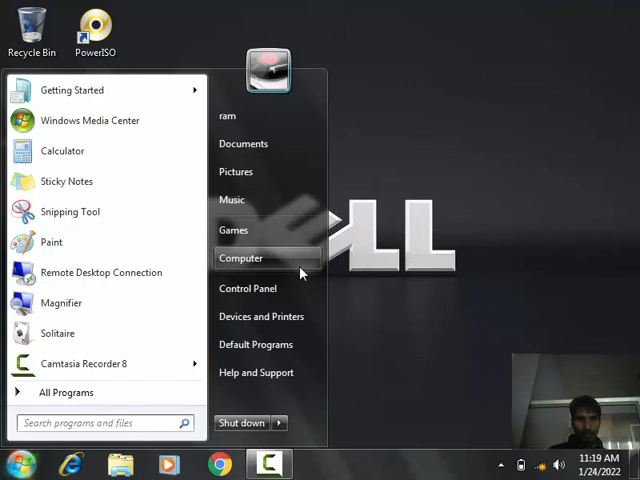 Recycle Bin
PowerISO
Getting Started
Windows Media Center
Calculator
Sticky Notes
Snipping Tool
Paint
Remote Desktop Connection
Magnifier
Solitaire
Camtasia Recorder 8
All Programs
Search programs and files
ram
Documents
Pictures
Music
Games
Computer
Control Panel
Devices and Printers
Default Programs
Help and Support
Shut down
DELL
11:19 AM
1/24/2022